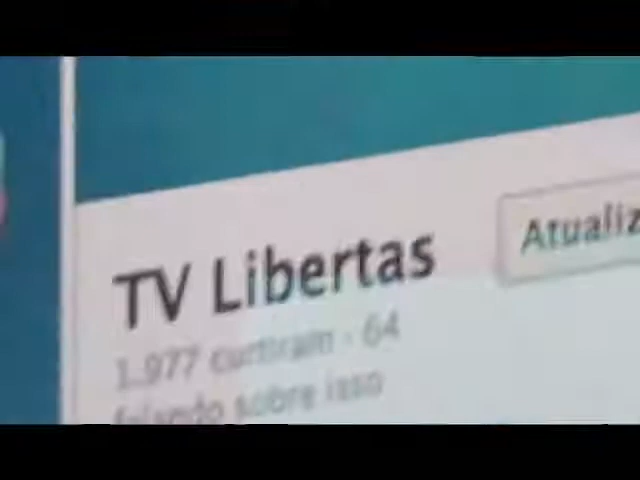 TV Libertas
Atualiz
1.977 curtiram · 64
falando sobre isso